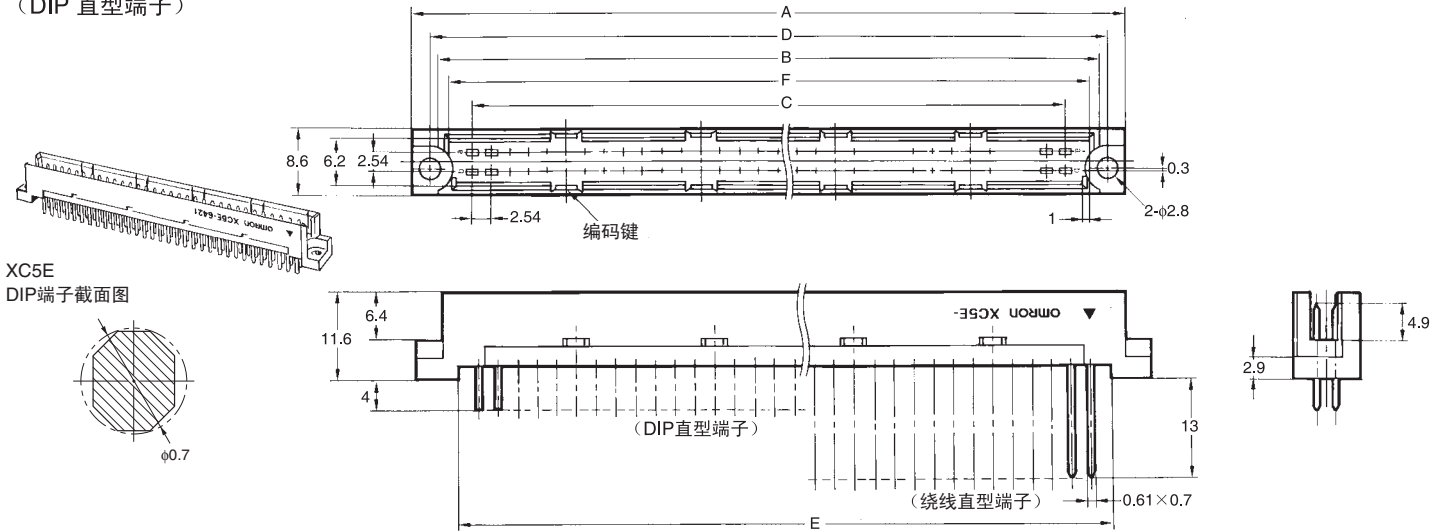 （DIP 直型端子）
A
D
B
F
C
8.6
6.2
2.54
0.3
2.54
编码键
1
2-φ2.8
OMRON XC5E-6421
XC5E
DIP端子截面图
φ0.7
11.6
6.4
4
OMRON XC5E-
（DIP直型端子）
（绕线直型端子）
13
0.61×0.7
E
4.9
2.9